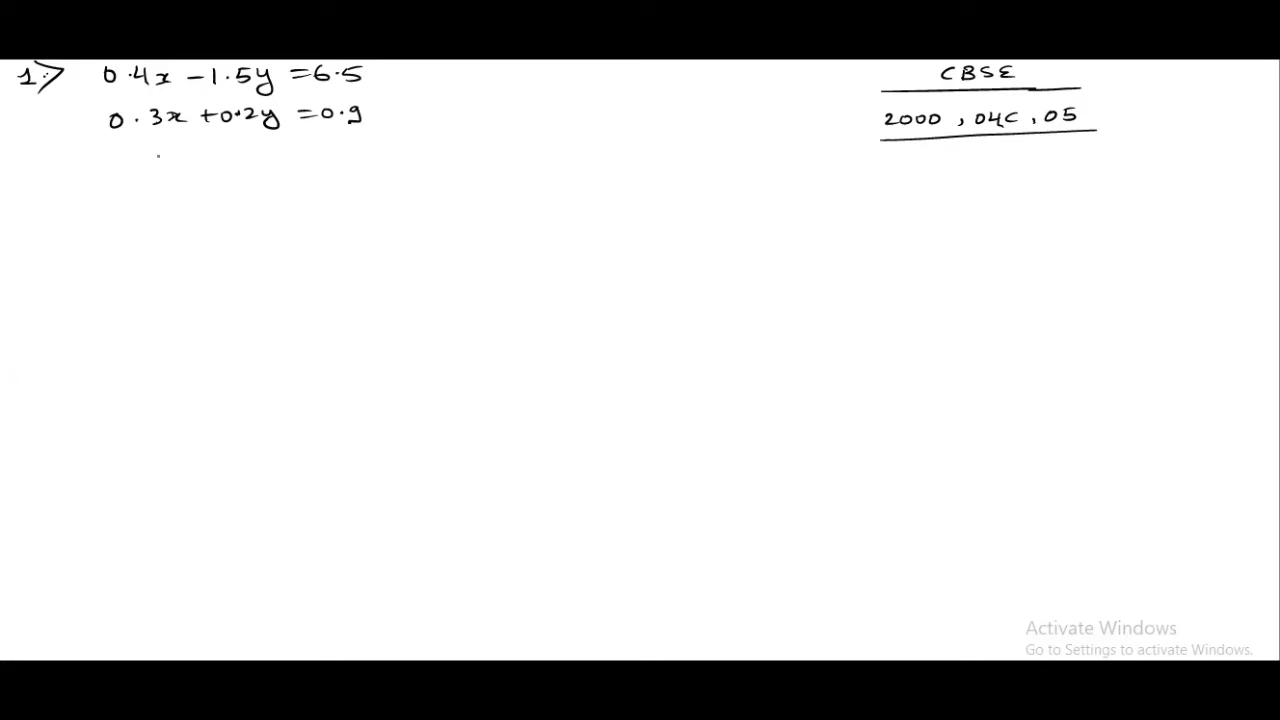 1.> 0.4x - 1.5y = 6.5
0.3x + 0.2y = 0.9
CBSE
2000, 04C, 05
Activate Windows
Go to Settings to activate Windows.